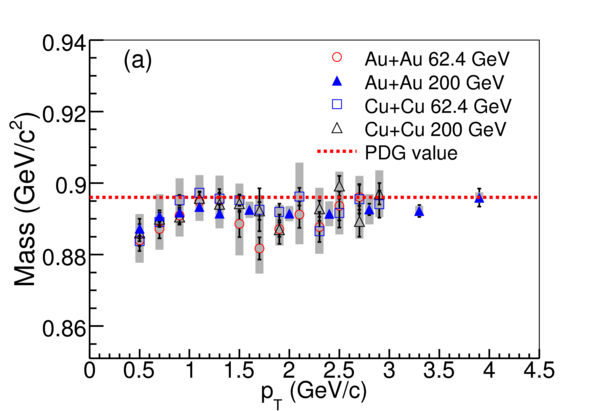 0.94
(a)
Au+Au 62.4 GeV
Au+Au 200 GeV
Cu+Cu 62.4 GeV
Cu+Cu 200 GeV
PDG value
0.92
0.9
0.88
0.86
Mass (GeV/c²)
0 0.5 1 1.5 2 2.5 3 3.5 4 4.5
p_T (GeV/c)